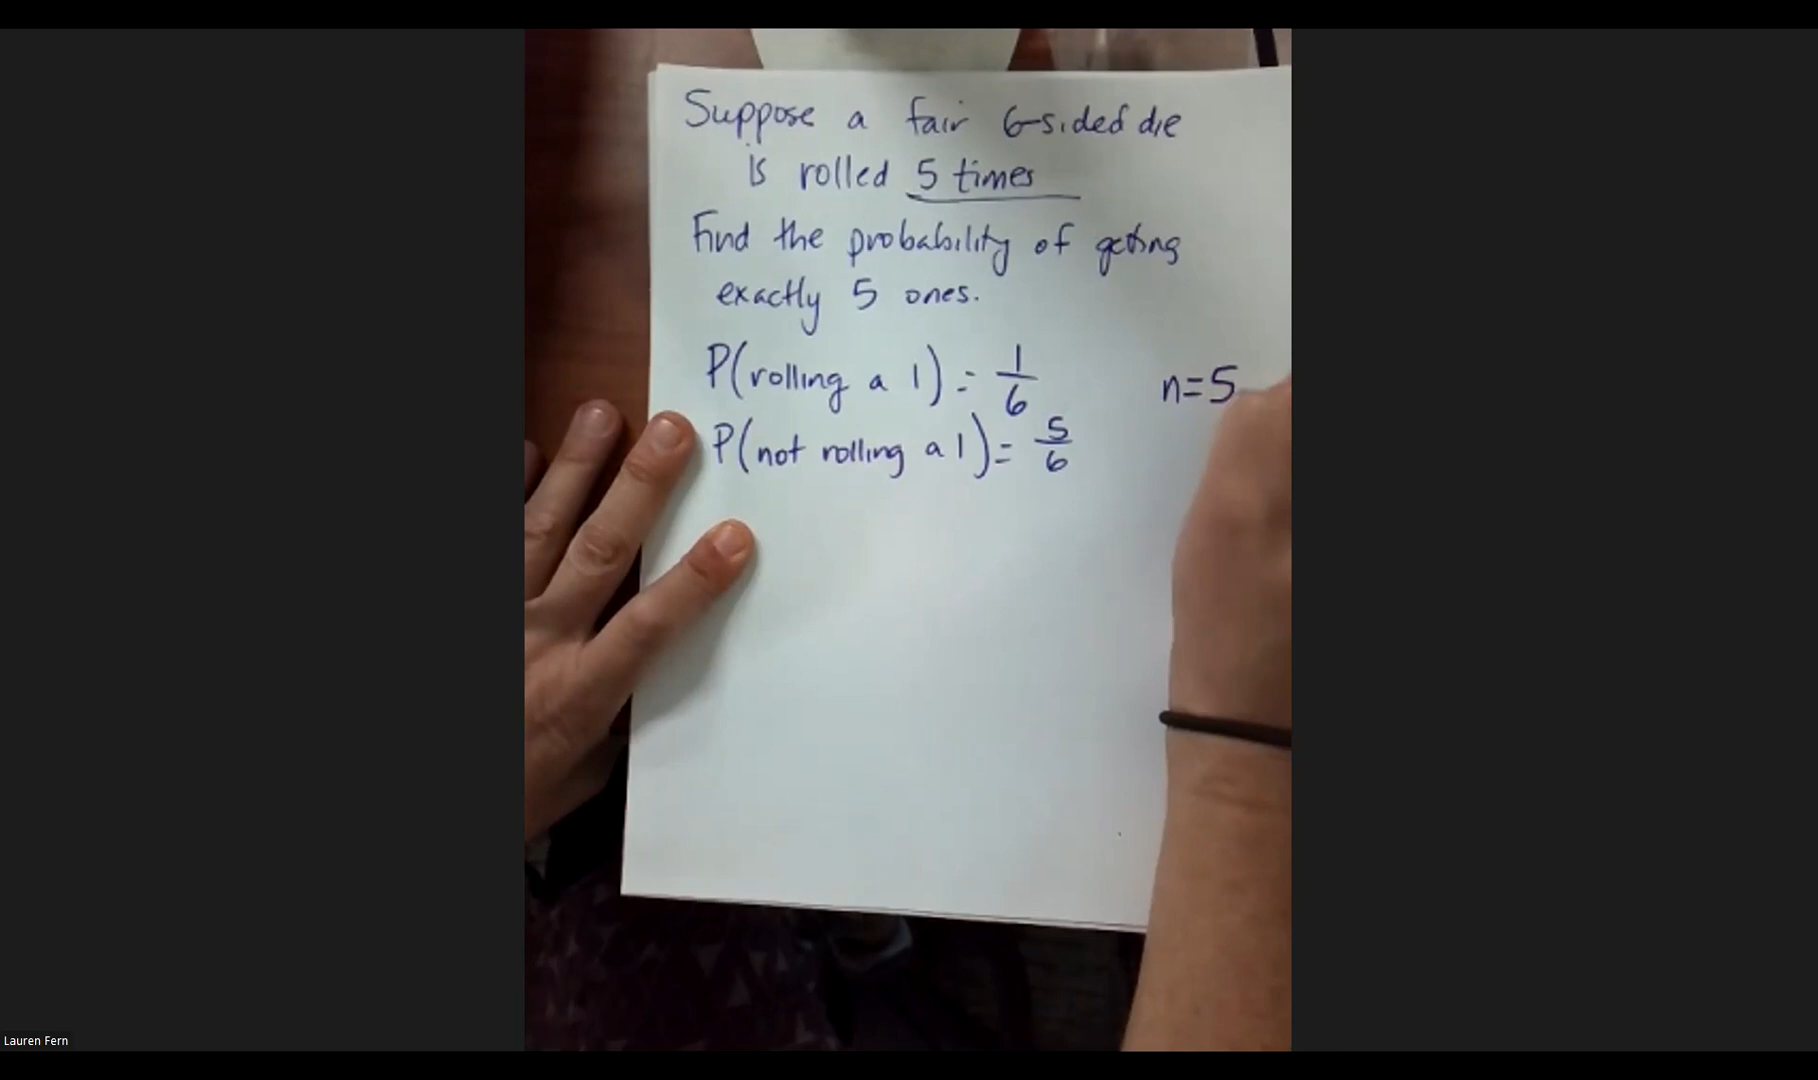 Suppose a fair 6-sided die
is rolled 5 times
Find the probability of getting
exactly 5 ones.
P(rolling a 1) = 1/6
n=5
P(not rolling a 1) = 5/6
Lauren Fern